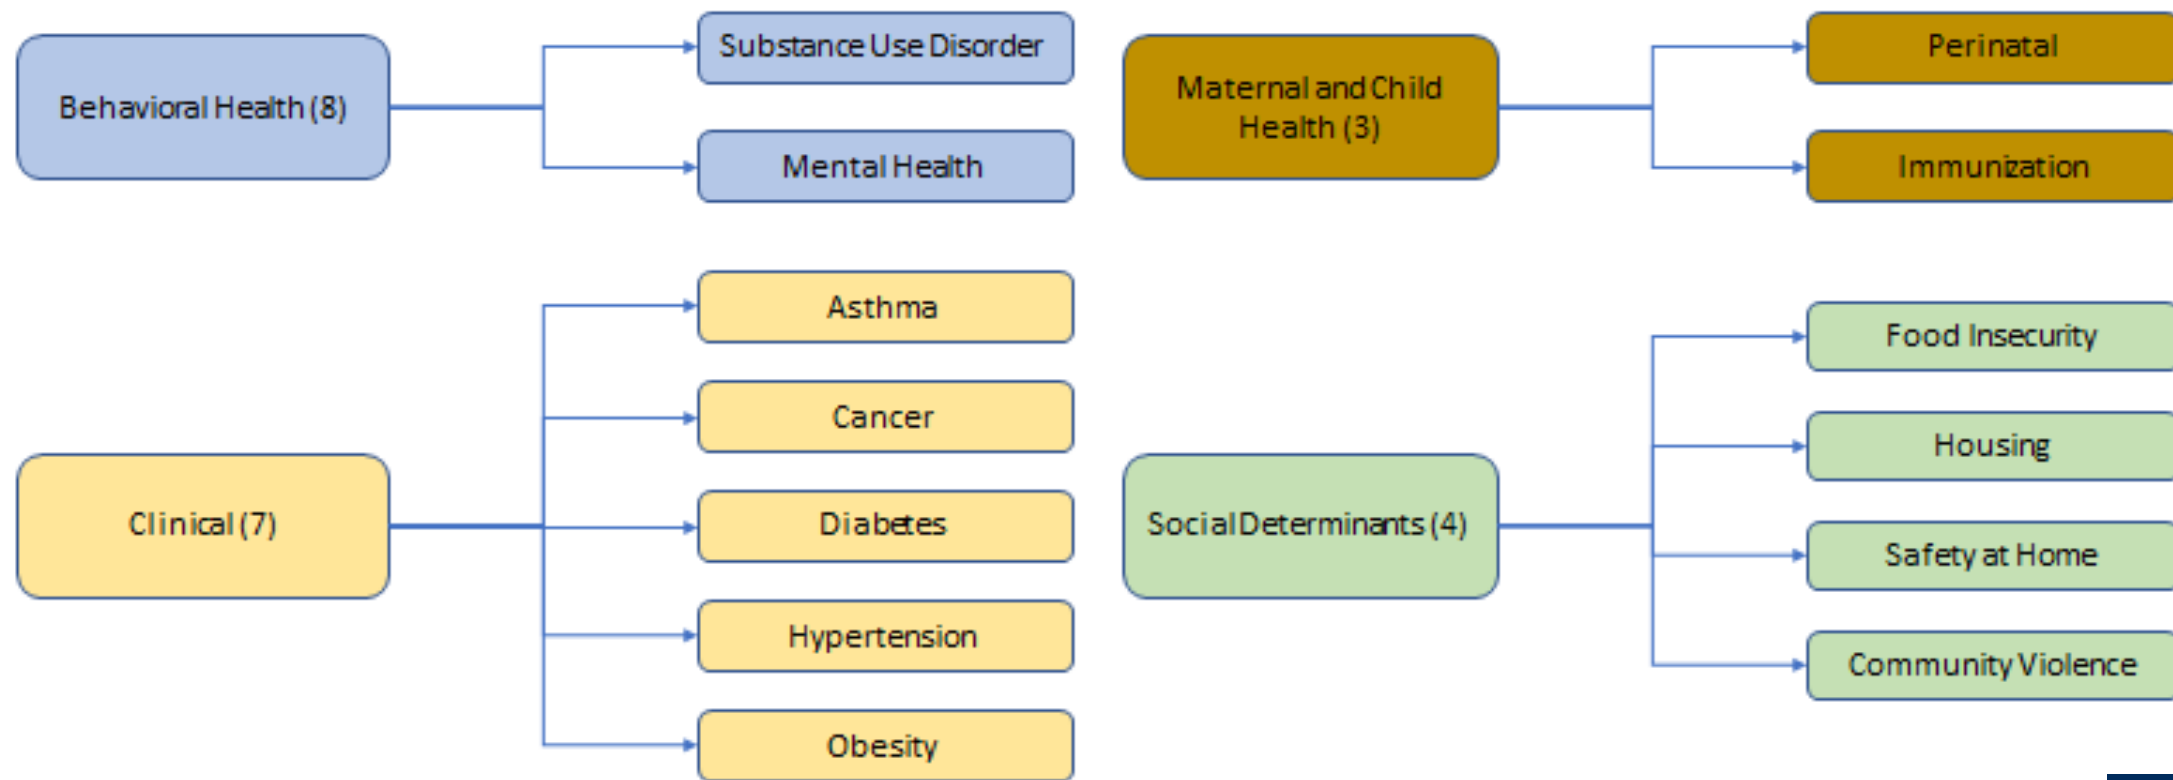 Behavioral Health (8)
Substance Use Disorder
Mental Health
Maternal and Child
Health (3)
Perinatal
Immunization
Clinical (7)
Asthma
Cancer
Diabetes
Hypertension
Obesity
Social Determinants (4)
Food Insecurity
Housing
Safety at Home
Community Violence